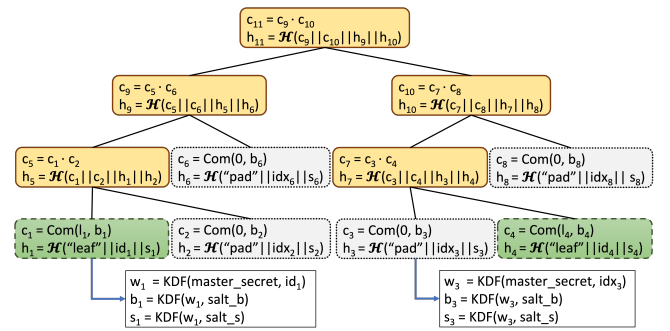 c₁₁ = c₉ · c₁₀
h₁₁ = 𝓗(c₉||c₁₀||h₉||h₁₀)
c₉ = c₅ · c₆
h₉ = 𝓗(c₅||c₆||h₅||h₆)
c₁₀ = c₇ · c₈
h₁₀ = 𝓗(c₇||c₈||h₇||h₈)
c₅ = c₁ · c₂
h₅ = 𝓗(c₁||c₂||h₁||h₂)
c₆ = Com(0, b₆)
h₆ = 𝓗(“pad”||idx₆||s₆)
c₇ = c₃ · c₄
h₇ = 𝓗(c₃||c₄||h₃||h₄)
c₈ = Com(0, b₈)
h₈ = 𝓗(“pad”||idx₈|| s₈)
c₁ = Com(l₁, b₁)
h₁ = 𝓗(“leaf”||id₁||s₁)
c₂ = Com(0, b₂)
h₂ = 𝓗(“pad”||idx₂||s₂)
c₃ = Com(0, b₃)
h₃ = 𝓗(“pad”||idx₃||s₃)
c₄ = Com(l₄, b₄)
h₄ = 𝓗(“leaf”||id₄||s₄)
w₁ = KDF(master_secret, id₁)
b₁ = KDF(w₁, salt_b)
s₁ = KDF(w₁, salt_s)
w₃ = KDF(master_secret, idx₃)
b₃ = KDF(w₃, salt_b)
s₃ = KDF(w₃, salt_s)